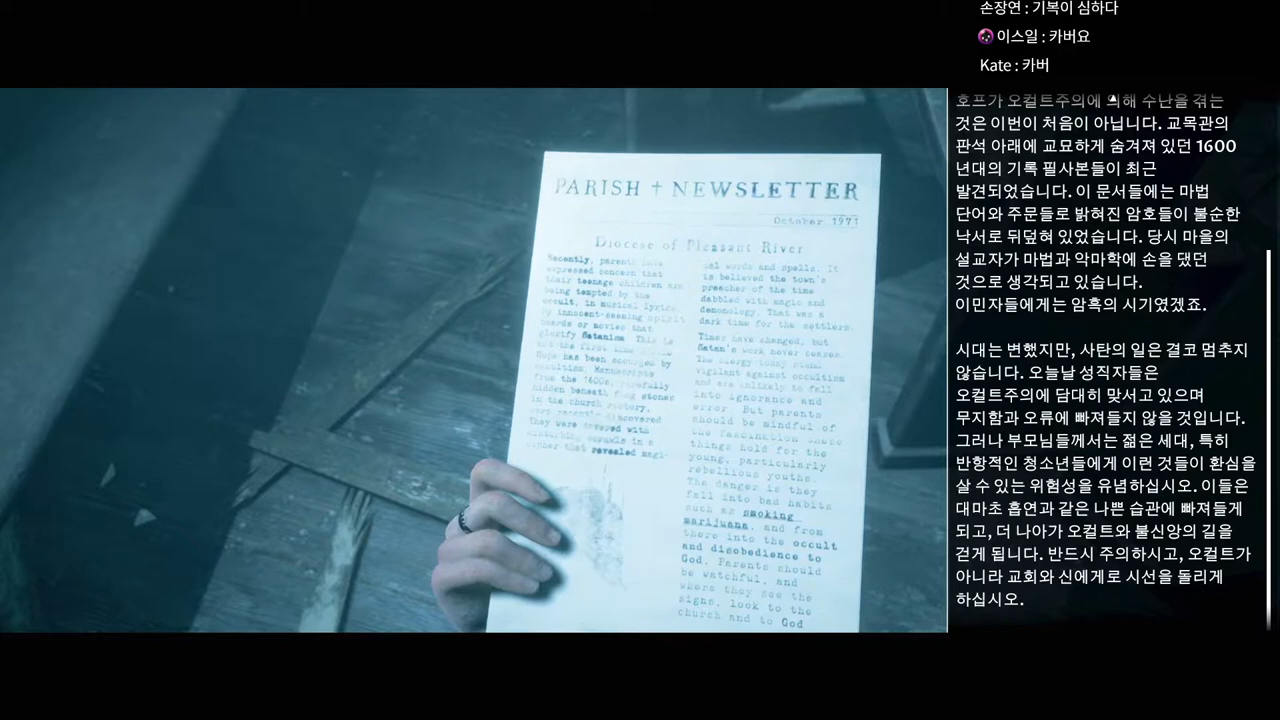 손장연 : 기복이 심하다
이스일 : 카버요
Kate : 카버
호프가 오컬트주의에 의해 수난을 겪는
것은 이번이 처음이 아닙니다. 교목관의
판석 아래에 교묘하게 숨겨져 있던 1600
년대의 기록 필사본들이 최근
발견되었습니다. 이 문서들에는 마법
단어와 주문들로 밝혀진 암호들이 불순한
낙서로 뒤덮혀 있었습니다. 당시 마을의
설교자가 마법과 악마학에 손을 댔던
것으로 생각되고 있습니다.
이민자들에게는 암흑의 시기였겠죠.
시대는 변했지만, 사탄의 일은 결코 멈추지
않습니다. 오늘날 성직자들은
오컬트주의에 담대히 맞서고 있으며
무지함과 오류에 빠져들지 않을 것입니다.
그러나 부모님들께서는 젊은 세대, 특히
반항적인 청소년들에게 이런 것들이 환심을
살 수 있는 위험성을 유념하십시오. 이들은
대마초 흡연과 같은 나쁜 습관에 빠져들게
되고, 더 나아가 오컬트와 불신앙의 길을
걷게 됩니다. 반드시 주의하시고, 오컬트가
아니라 교회와 신에게로 시선을 돌리게
하십시오.
PARISH † NEWSLETTER
October 1971
Diocese of Pleasant River
Recently, parents have
expressed concern that
their teenage children are
being tempted by the
occult, in musical lyrics,
by innocent-seeming spirit
boards or movies that
glorify Satanism. This is
not the first time
Hope has been scourged by
occultism. Manuscripts
from the 1600s, carefully
hidden beneath flag stones
in the church rectory,
were recently discovered
they were covered with
disturbing scrawls in a
cipher that revealed magi-
cal words and spells. It
is believed the town's
preacher of the time
dabbled with magic and
demonology. That was a
dark time for the settlers.
Times have changed, but
Satan's work never ceases.
The clergy today stand
vigilant against occultism
and are unlikely to fall
into ignorance and
error. But parents
should be mindful of
the fascination these
things hold for the
young, particularly
rebellious youths.
The danger is they
fall into bad habits
such as smoking
marijuana, and from
there into the occult
and disobedience to
God. Parents should
be watchful, and
where they see the
signs, look to the
church and to God